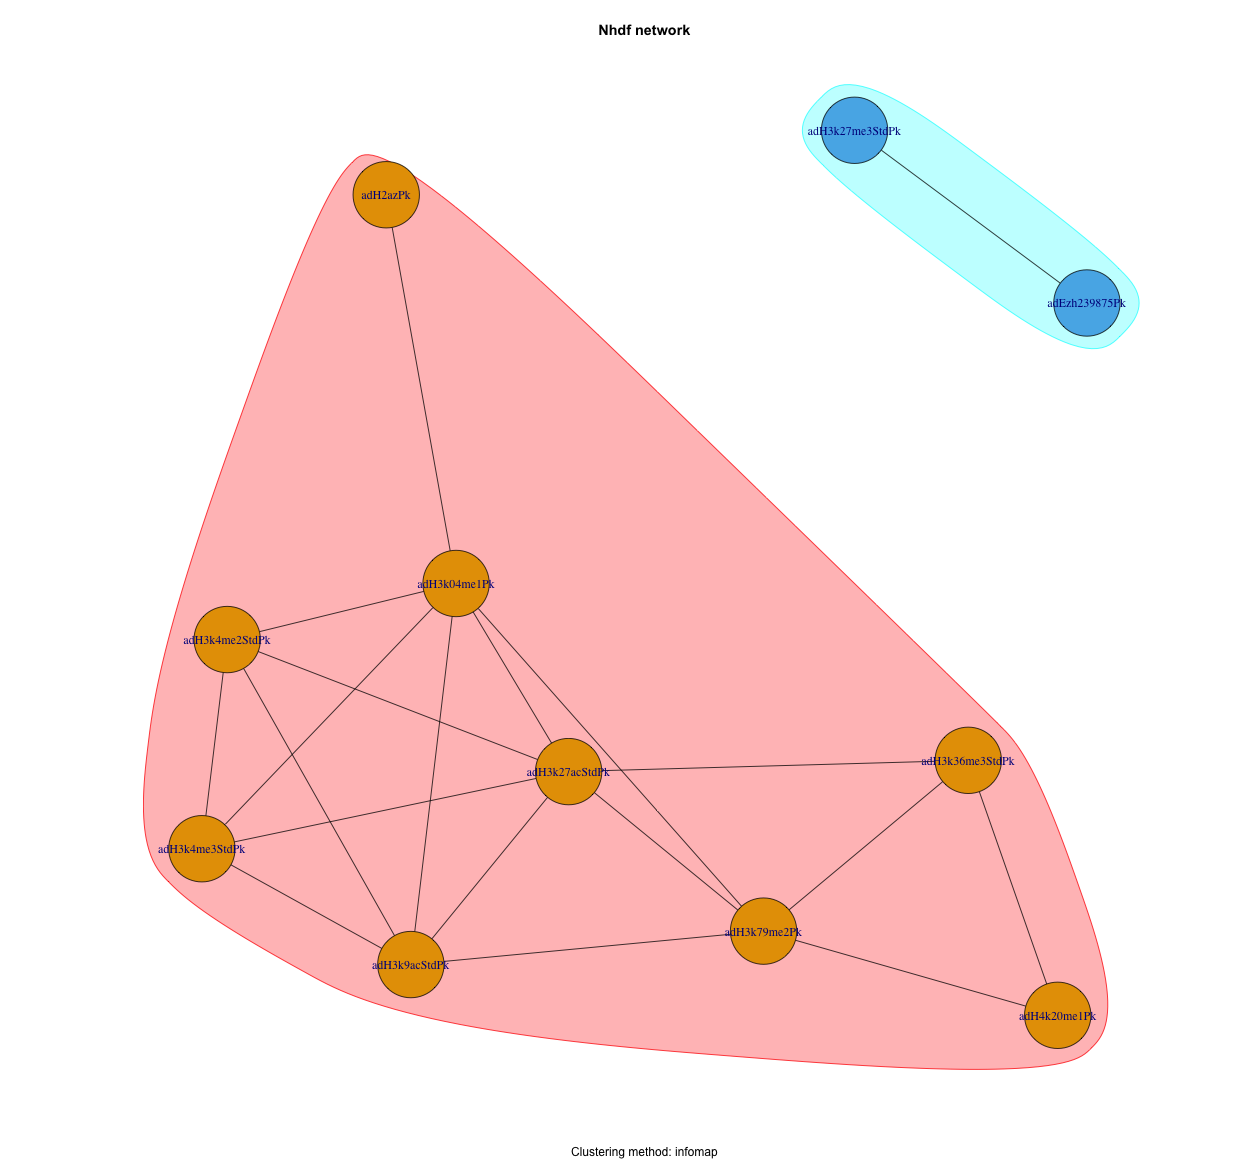 Nhdf network
adH3k27me3StdPk
adH2azPk
adEzh239875Pk
adH3k04me1Pk
adH3k4me2StdPk
adH3k27acStdPk
adH3k36me3StdPk
adH3k4me3StdPk
adH3k79me2Pk
adH3k9acStdPk
adH4k20me1Pk
Clustering method: infomap